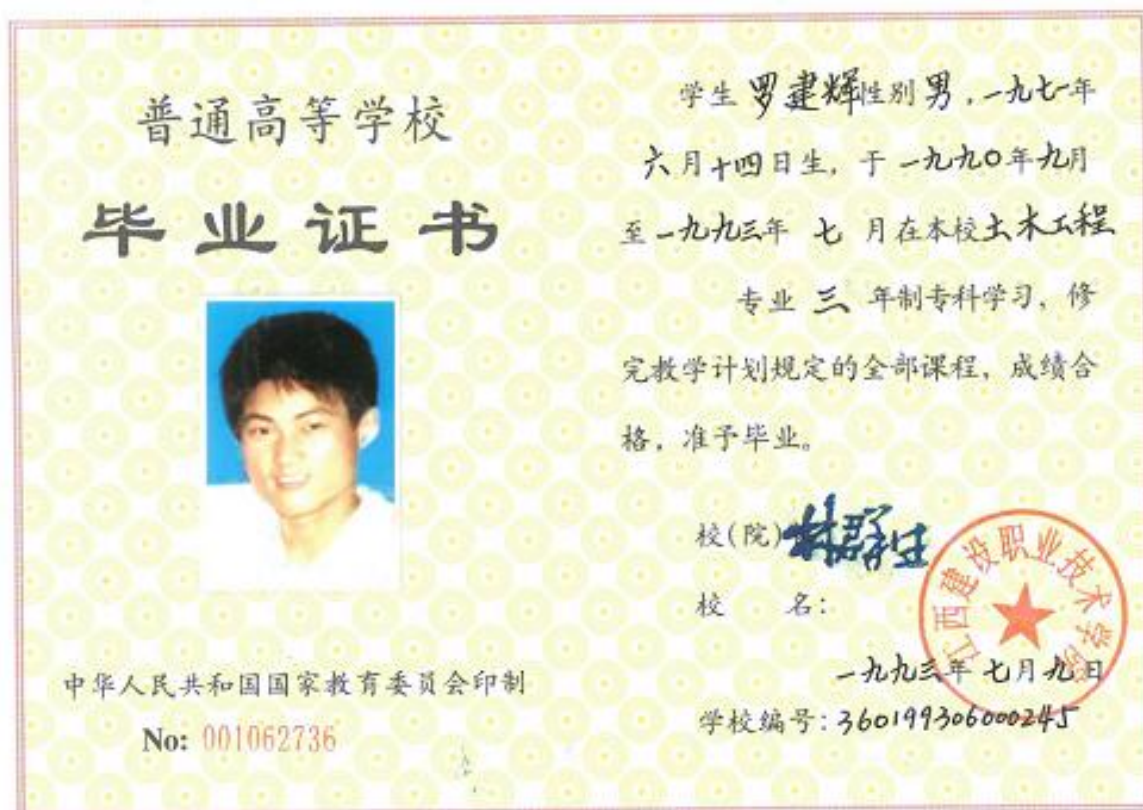 普通高等学校
毕业证书
中华人民共和国国家教育委员会印制
No: 001062736
学生 罗建辉性别 男，一九七一年
六月十四日生，于 一九九〇年九月
至一九九三年 七 月在本校土木工程
专业 三 年制专科学习，修
完教学计划规定的全部课程，成绩合
格，准予毕业。
校(院)林群生
校 名：
江西建设职业技术学院
一九九三年 七月九日
学校编号：360199306000245